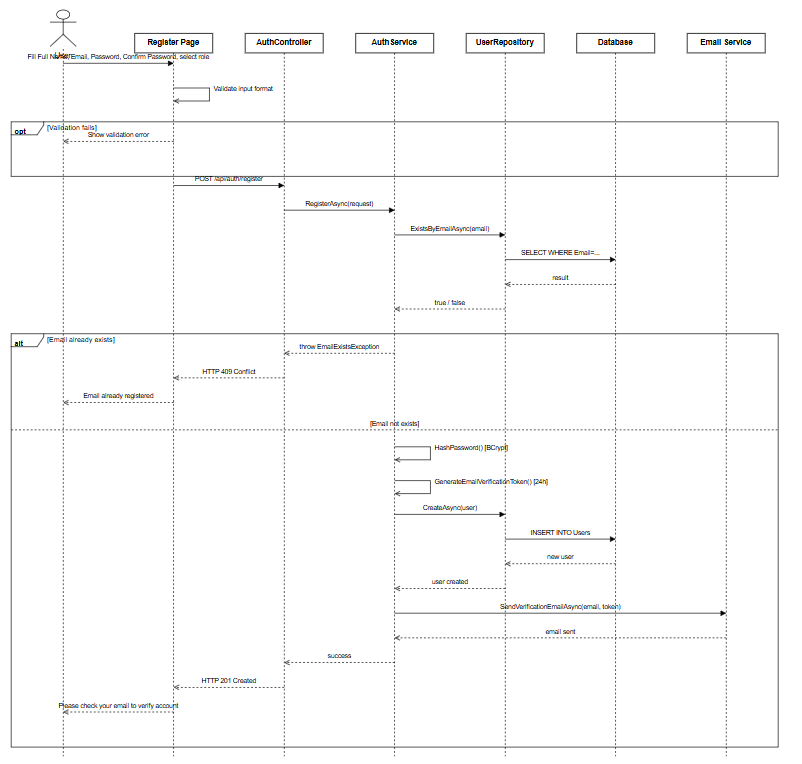 Register Page
AuthController
AuthService
UserRepository
Database
Email Service
User
Fill Full Name, Email, Password, Confirm Password, select role
Validate input format
opt
[Validation fails]
Show validation error
POST /api/auth/register
RegisterAsync(request)
ExistsByEmailAsync(email)
SELECT WHERE Email=...
result
true / false
alt
[Email already exists]
throw EmailExistsException
HTTP 409 Conflict
Email already registered
[Email not exists]
HashPassword() [BCrypt]
GenerateEmailVerificationToken() [24h]
CreateAsync(user)
INSERT INTO Users
new user
user created
SendVerificationEmailAsync(email, token)
email sent
success
HTTP 201 Created
Please check your email to verify account